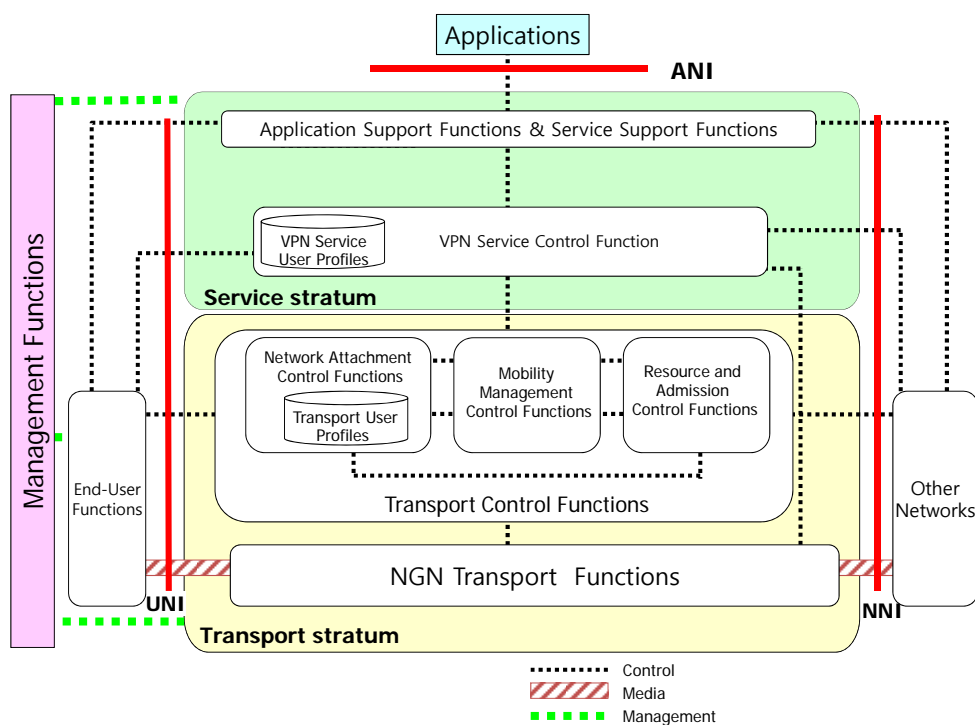 Applications
ANI
Application Support Functions & Service Support Functions
VPN Service
User Profiles
VPN Service Control Function
Service stratum
Management Functions
Network Attachment
Control Functions
Transport User
Profiles
Mobility
Management
Control Functions
Resource and
Admission
Control Functions
Transport Control Functions
End-User
Functions
Other
Networks
NGN Transport Functions
UNI
NNI
Transport stratum
Control
Media
Management